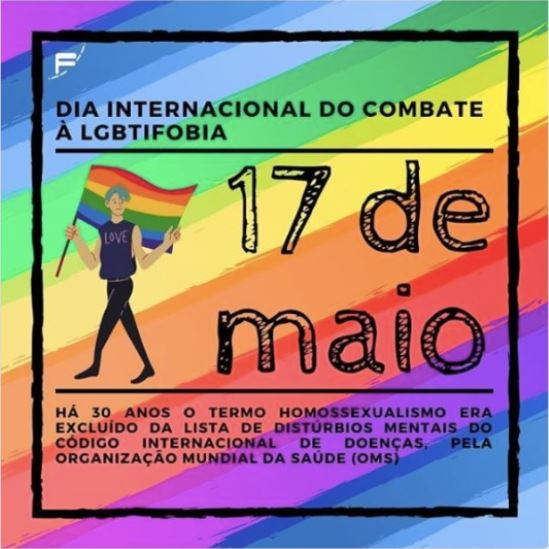 F
DIA INTERNACIONAL DO COMBATE
À LGBTIFOBIA
LOVE
17 de
maio
HÁ 30 ANOS O TERMO HOMOSSEXUALISMO ERA
EXCLUÍDO DA LISTA DE DISTÚRBIOS MENTAIS DO
CÓDIGO INTERNACIONAL DE DOENÇAS, PELA
ORGANIZAÇÃO MUNDIAL DA SAÚDE (OMS)